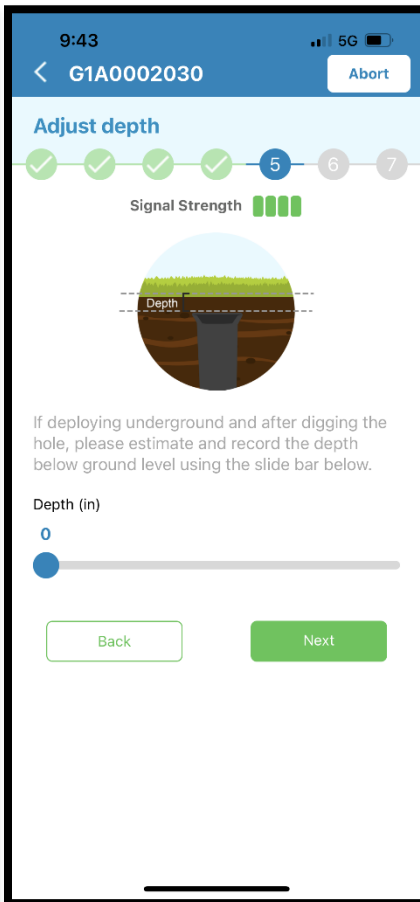 9:43
5G
G1A0002030
Abort
Adjust depth
5
6
7
Signal Strength
Depth
If deploying underground and after digging the
hole, please estimate and record the depth
below ground level using the slide bar below.
Depth (in)
0
Back
Next